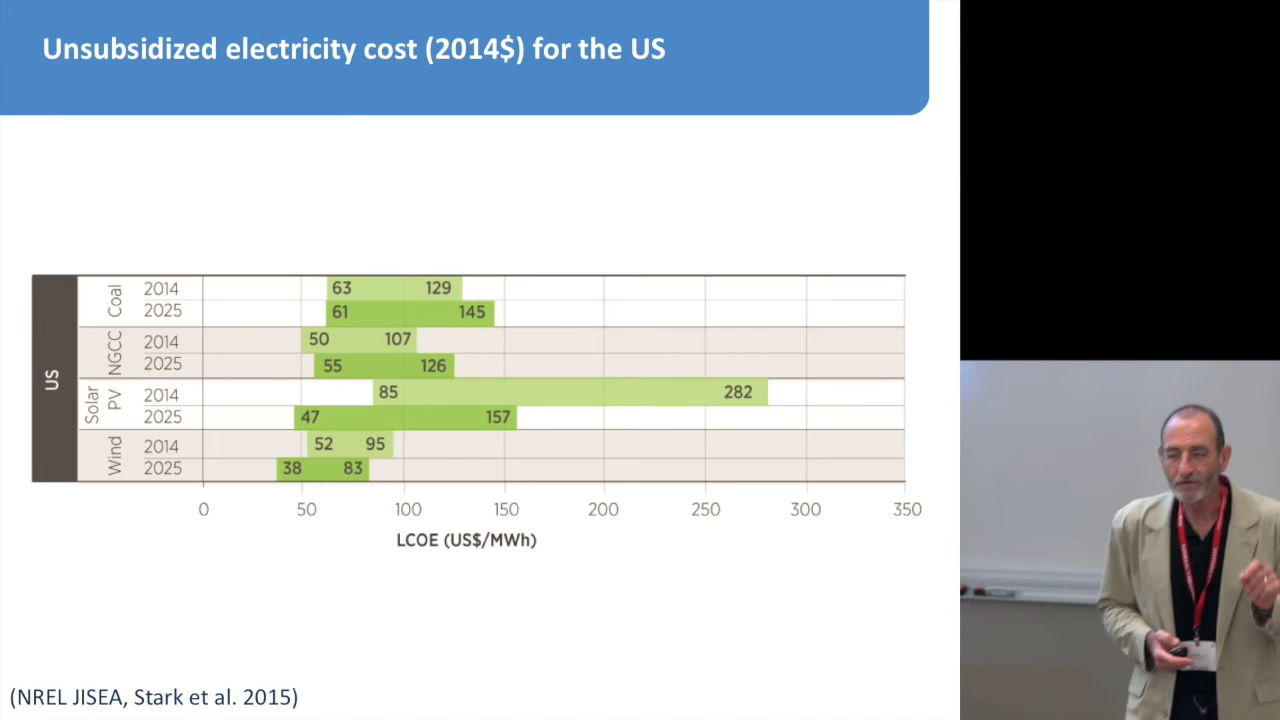 Unsubsidized electricity cost (2014$) for the US
US
Coal
2014
63
129
2025
61
145
NGCC
2014
50
107
2025
55
126
Solar PV
2014
85
282
2025
47
157
Wind
2014
52
95
2025
38
83
0 50 100 150 200 250 300 350
LCOE (US$/MWh)
(NREL JISEA, Stark et al. 2015)